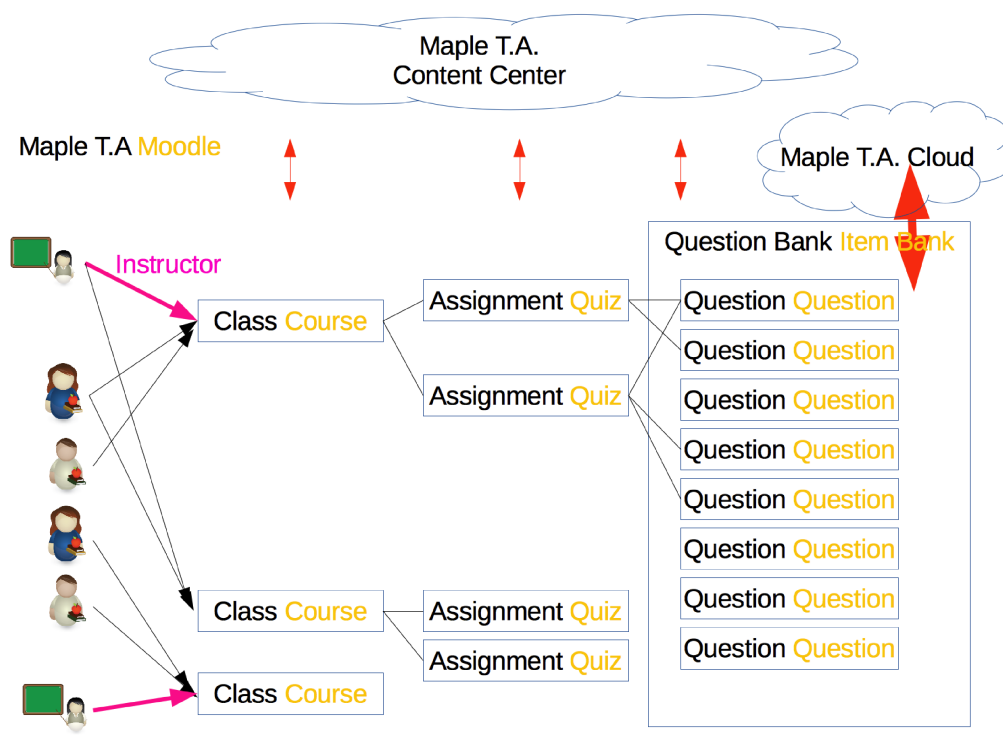 Maple T.A.
Content Center
Maple T.A Moodle
Maple T.A. Cloud
Question Bank Item Bank
Instructor
Class Course
Assignment Quiz
Question Question
Question Question
Assignment Quiz
Question Question
Question Question
Question Question
Question Question
Class Course
Assignment Quiz
Question Question
Assignment Quiz
Question Question
Class Course